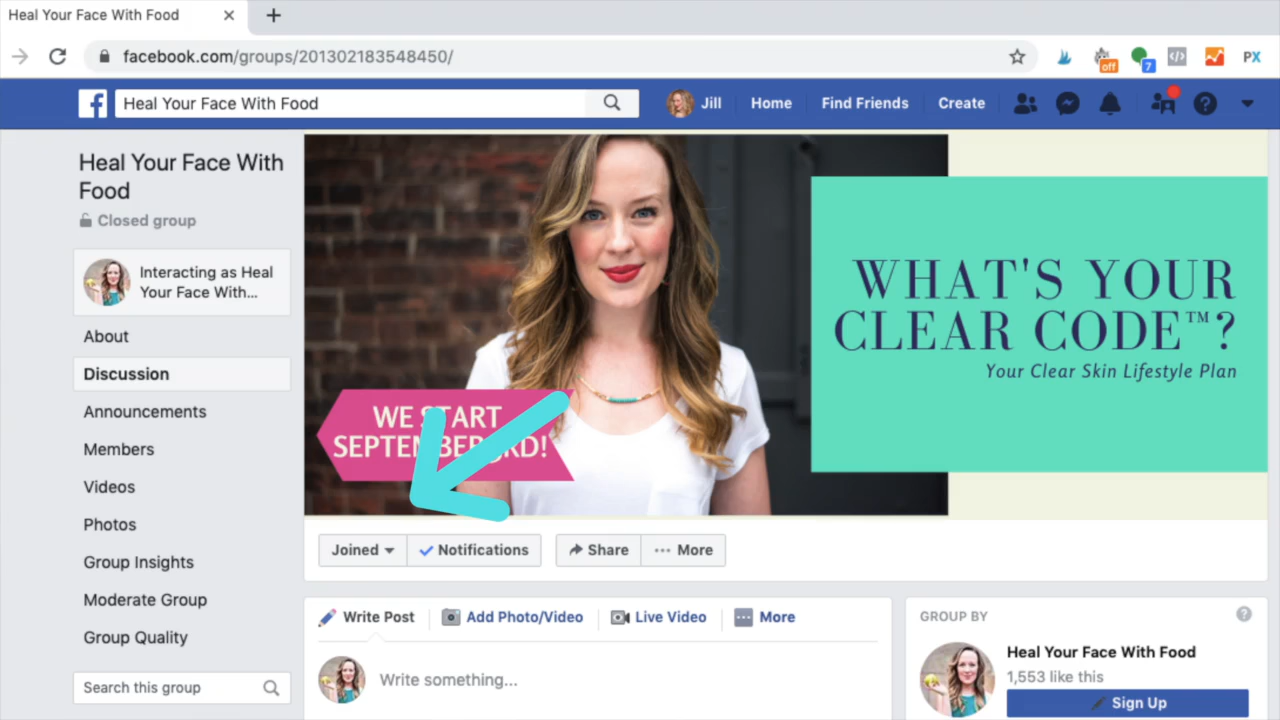 Heal Your Face With Food
facebook.com/groups/201302183548450/
off
7
PX
Heal Your Face With Food
Jill
Home
Find Friends
Create
Heal Your Face With
Food
Closed group
Interacting as Heal
Your Face With...
About
Discussion
Announcements
Members
Videos
Photos
Group Insights
Moderate Group
Group Quality
Search this group
WE START
WHAT'S YOUR
CLEAR CODE™?
Your Clear Skin Lifestyle Plan
Joined
Notifications
Share
More
Write Post
Add Photo/Video
Live Video
More
Write something...
GROUP BY
Heal Your Face With Food
1,553 like this
Sign Up